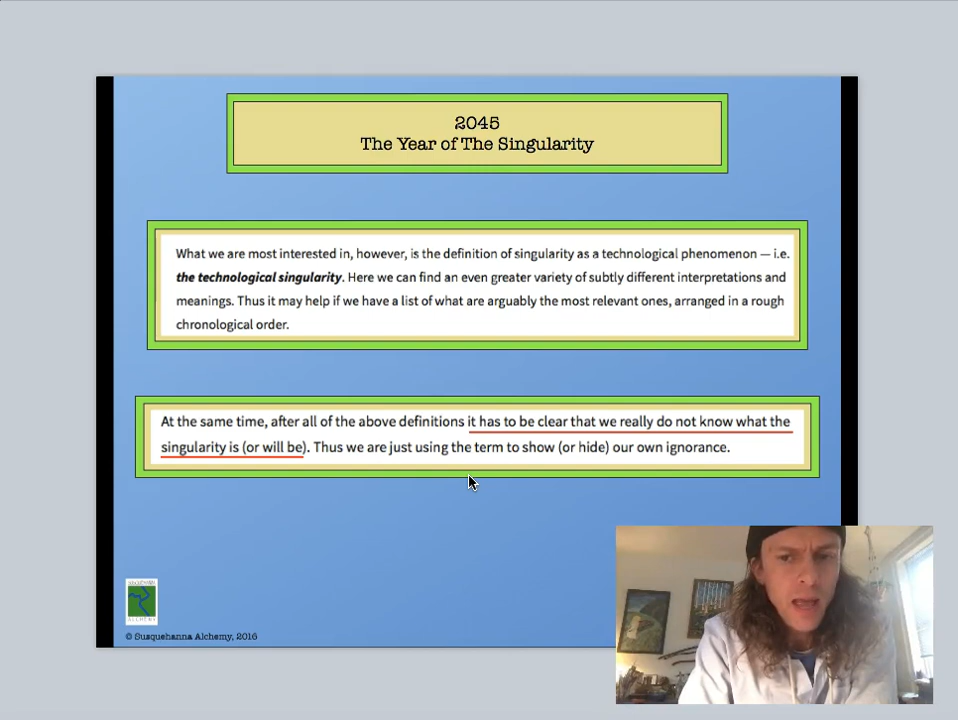 2045
The Year of The Singularity
What we are most interested in, however, is the definition of singularity as a technological phenomenon — i.e.
the technological singularity. Here we can find an even greater variety of subtly different interpretations and
meanings. Thus it may help if we have a list of what are arguably the most relevant ones, arranged in a rough
chronological order.
At the same time, after all of the above definitions it has to be clear that we really do not know what the
singularity is (or will be). Thus we are just using the term to show (or hide) our own ignorance.
ALCHEMY
© Susquehanna Alchemy, 2016